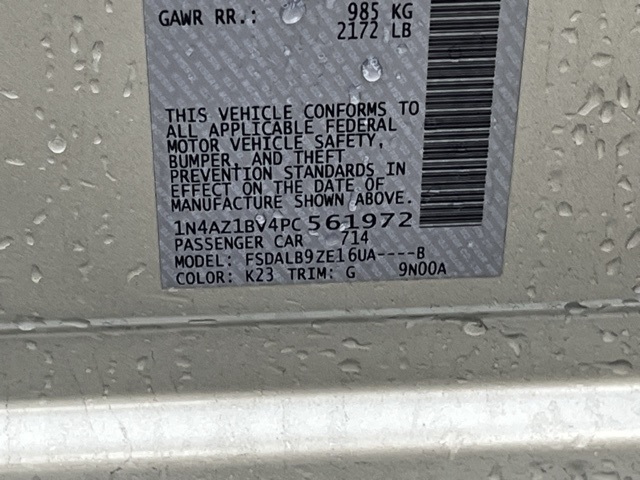 GAWR RR.: 985 KG
2172 LB
THIS VEHICLE CONFORMS TO
ALL APPLICABLE FEDERAL
MOTOR VEHICLE SAFETY,
BUMPER, AND THEFT
PREVENTION STANDARDS IN
EFFECT ON THE DATE OF
MANUFACTURE SHOWN ABOVE.
1N4AZ1BV4PC561972
PASSENGER CAR 714
MODEL: FSDALB9ZE16UA----B
COLOR: K23 TRIM: G 9N00A